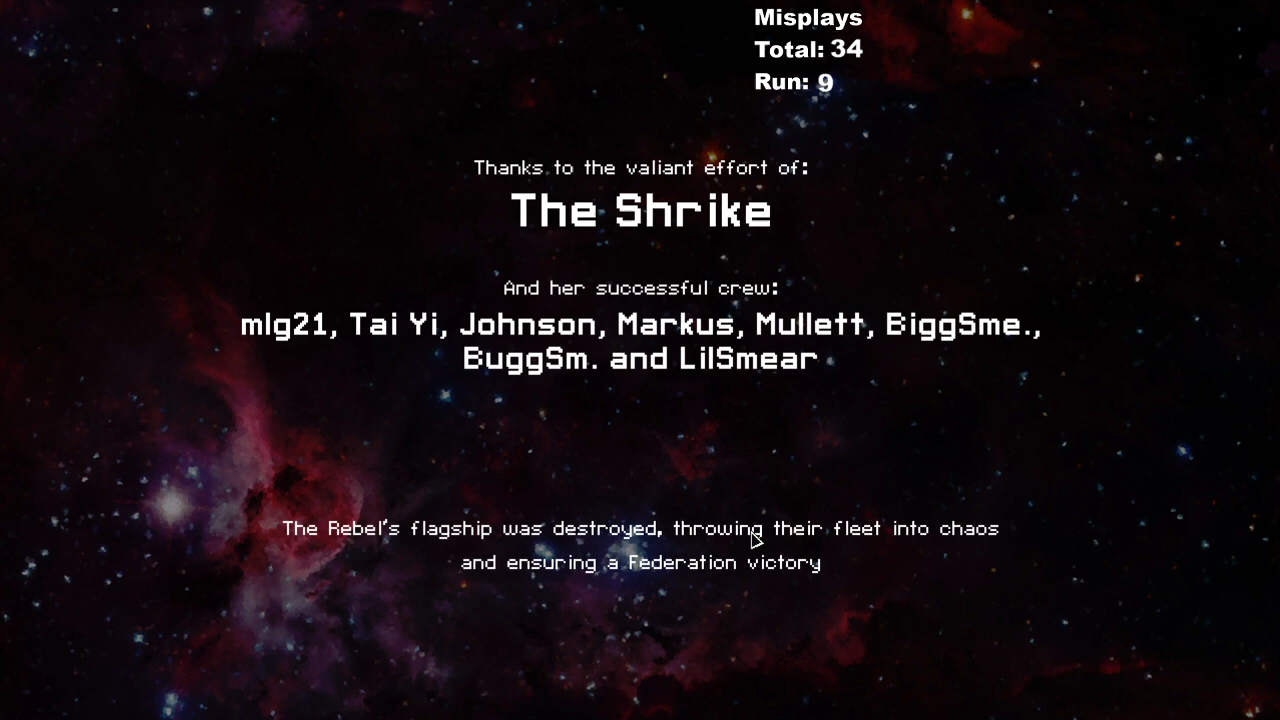 Misplays
Total: 34
Run: 9
Thanks to the valiant effort of:
The Shrike
And her successful crew:
mlg21, Tai Yi, Johnson, Markus, Mullett, BiggSme.,
BuggSm. and LilSmear
The Rebel's flagship was destroyed, throwing their fleet into chaos
and ensuring a Federation victory